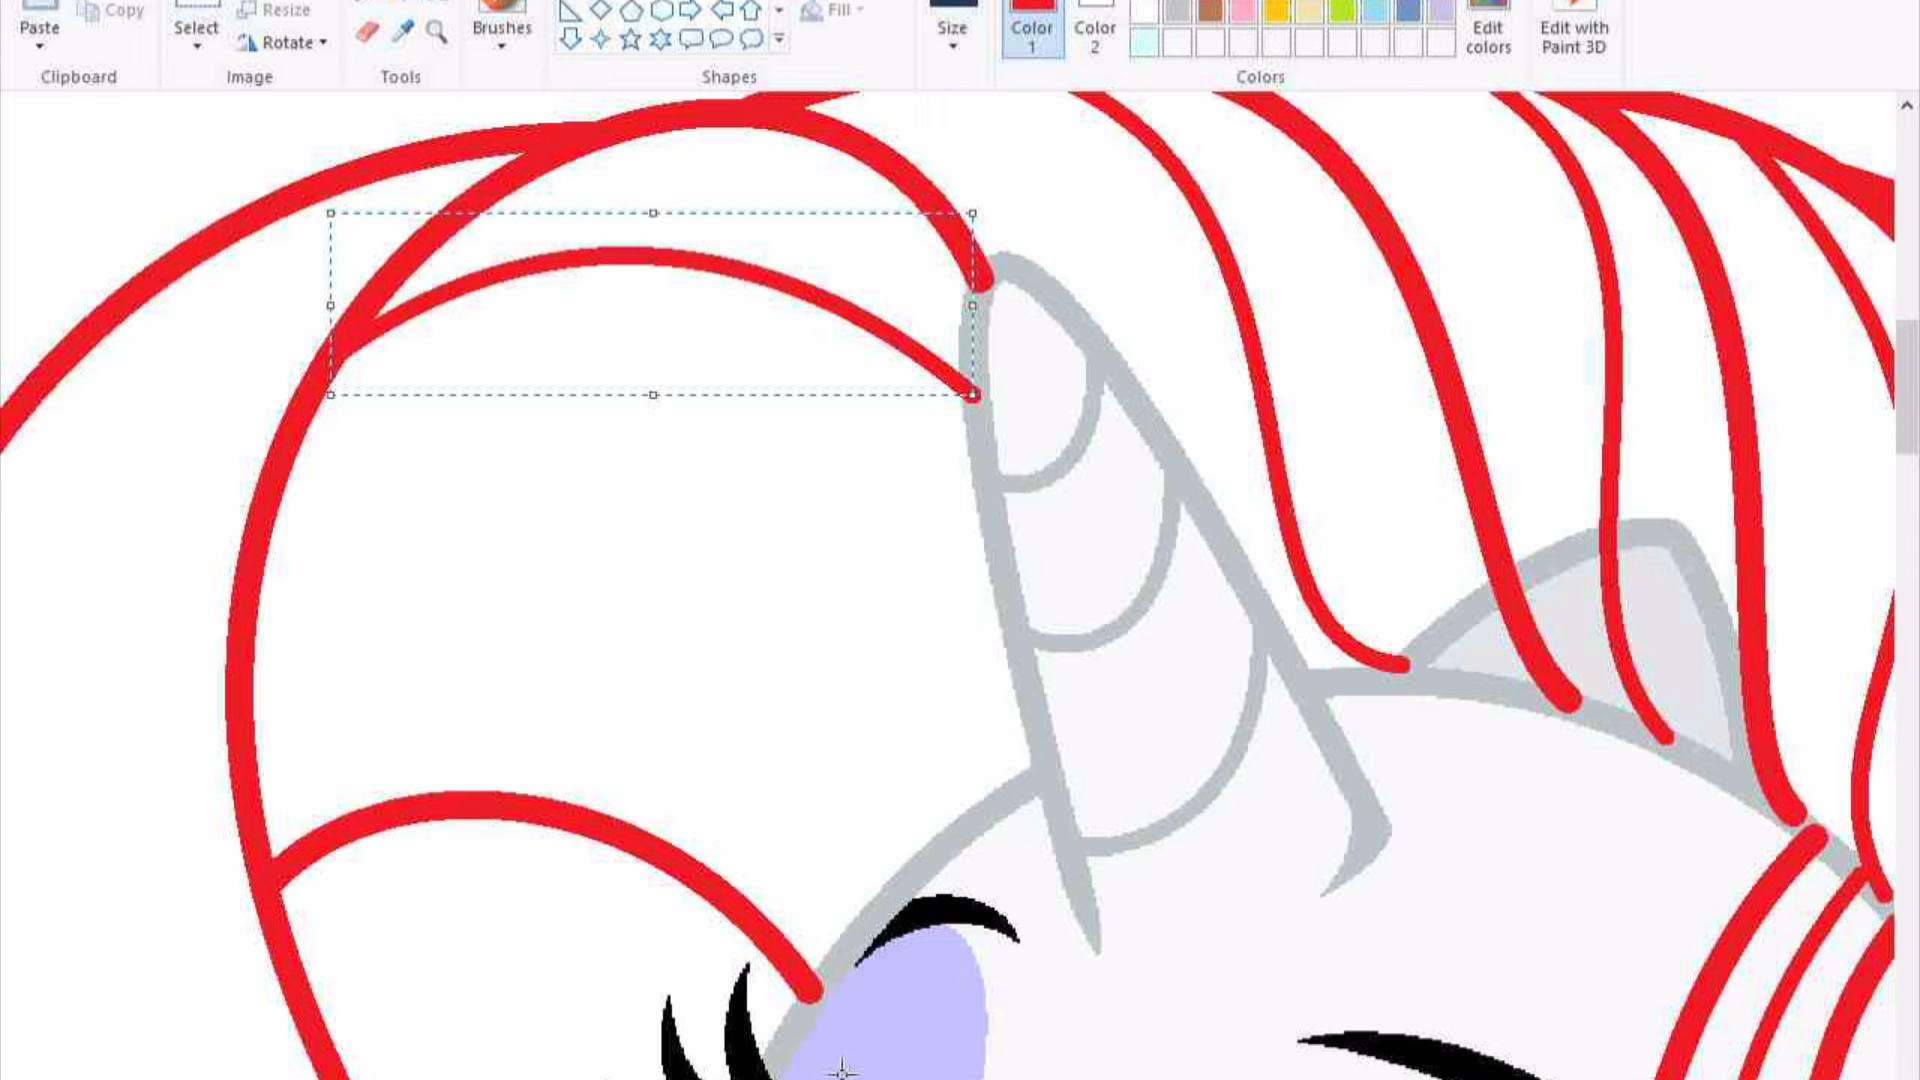 Paste
Copy
Clipboard
Select
Resize
Rotate
Image
Tools
Brushes
Shapes
Fill
Size
Color
1
Color
2
Colors
Edit
colors
Edit with
Paint 3D